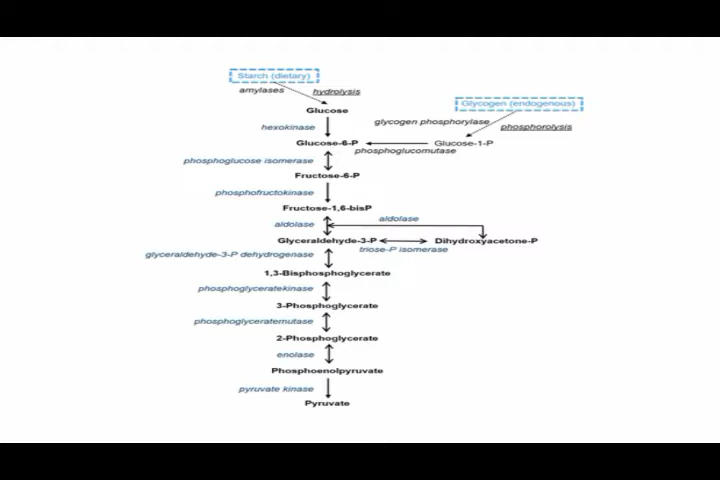 Starch (dietary)
amylases hydrolysis
Glycogen (endogenous)
Glucose
glycogen phosphorylase phosphorolysis
hexokinase
Glucose-6-P Glucose-1-P
phosphoglucomutase
phosphoglucose isomerase
Fructose-6-P
phosphofructokinase
Fructose-1,6-bisP
aldolase aldolase
Glyceraldehyde-3-P Dihydroxyacetone-P
triose-P isomerase
glyceraldehyde-3-P dehydrogenase
1,3-Bisphosphoglycerate
phosphoglyceratekinase
3-Phosphoglycerate
phosphoglyceratemutase
2-Phosphoglycerate
enolase
Phosphoenolpyruvate
pyruvate kinase
Pyruvate